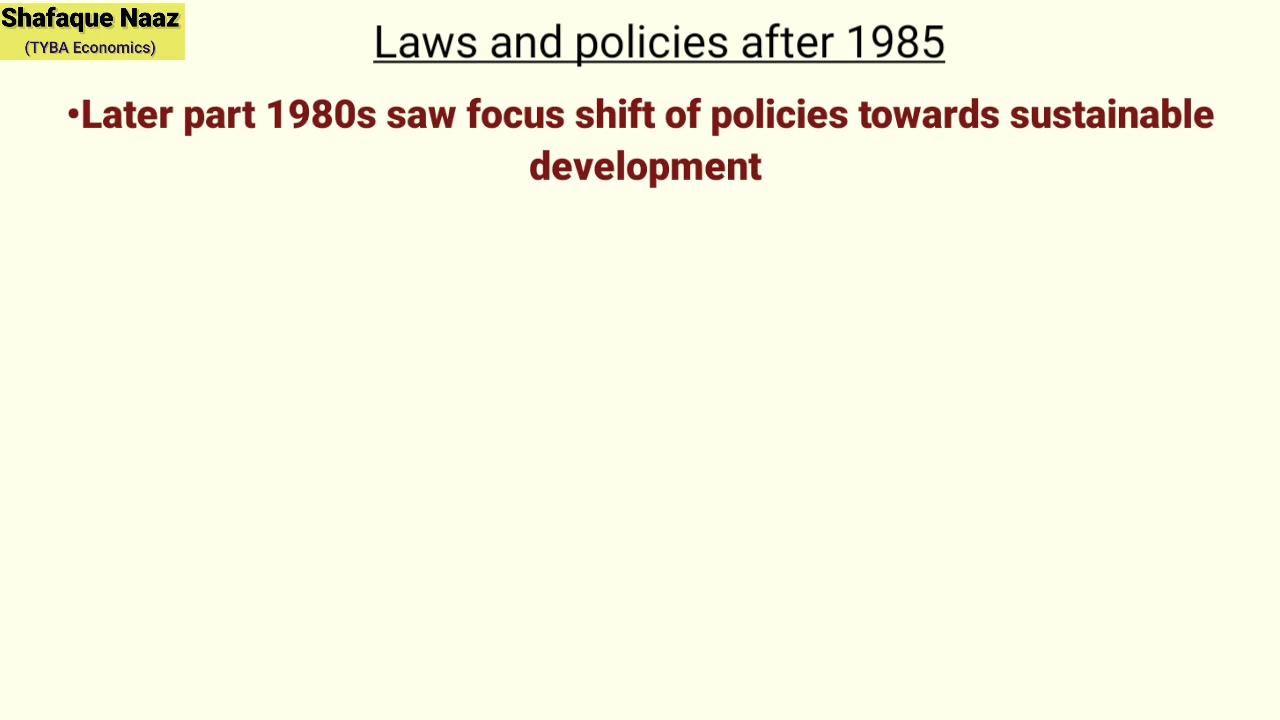 Shafaque Naaz
(TYBA Economics)
Laws and policies after 1985
•Later part 1980s saw focus shift of policies towards sustainable
development